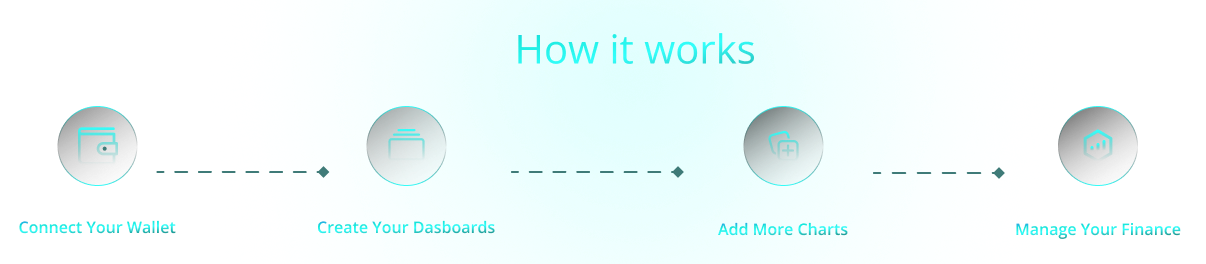 How it works
Connect Your Wallet
Create Your Dasboards
Add More Charts
Manage Your Finance